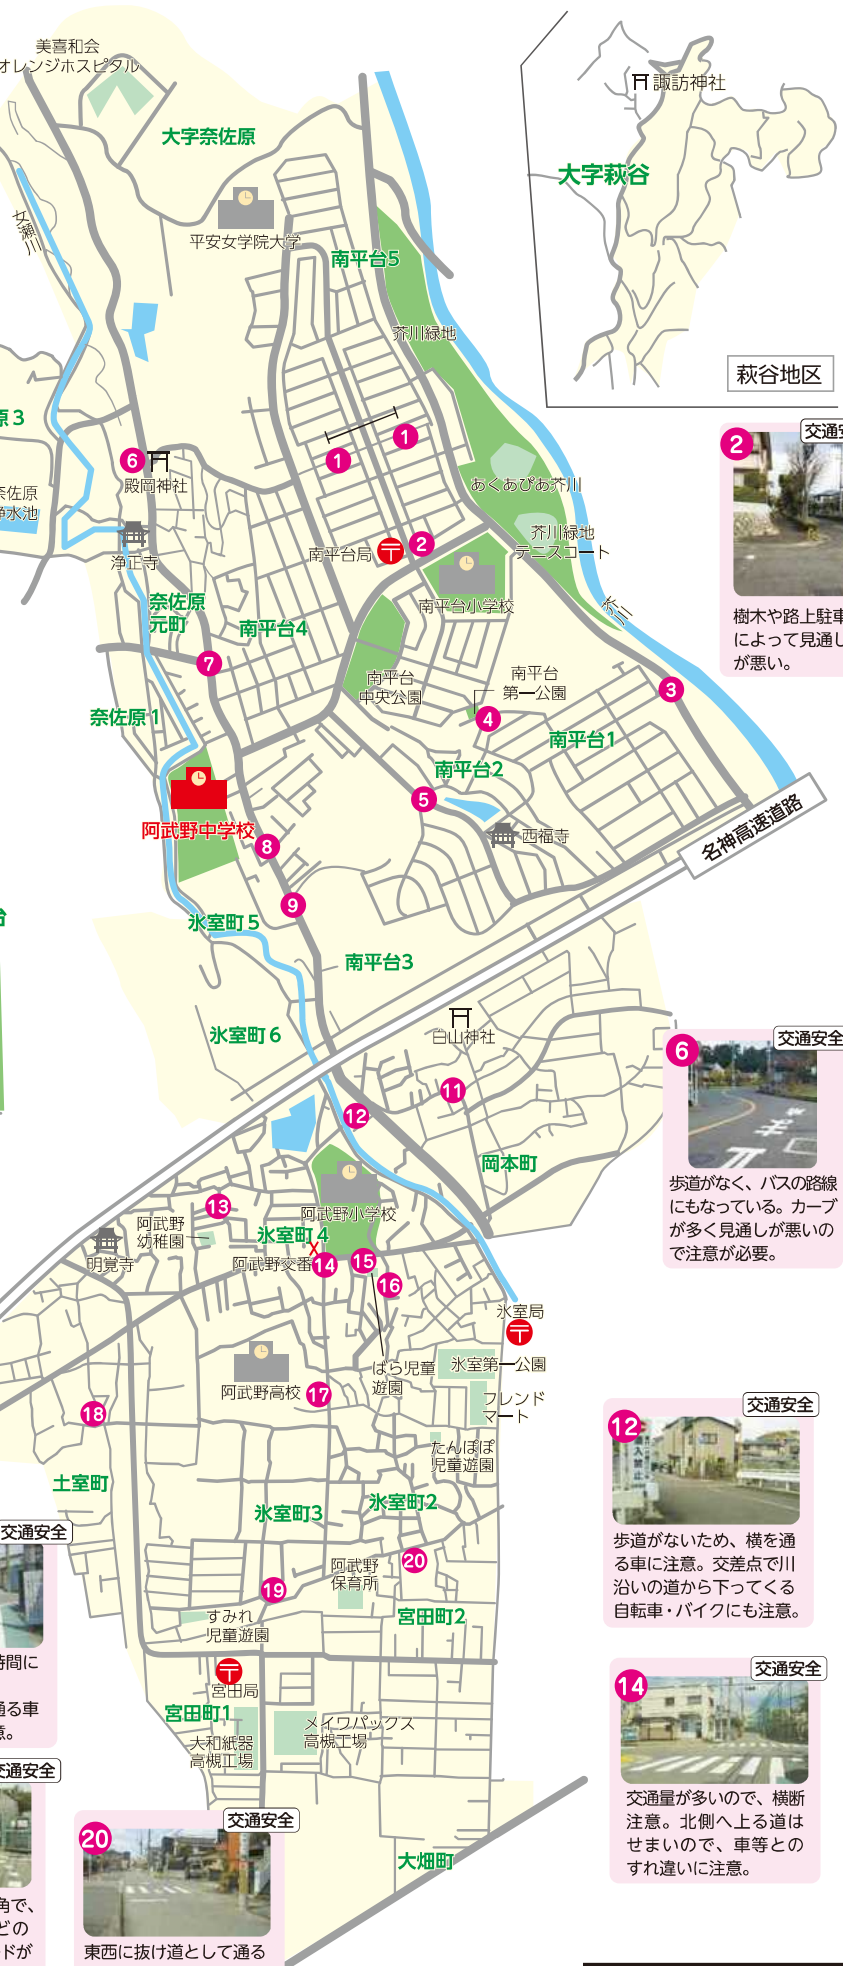 美喜和会
オレンジホスピタル
大字奈佐原
諏訪神社
大字萩谷
萩谷地区
女瀬川
平安女学院大学
南平台5
芥川緑地
原3
奈佐原
浄水池
6
殿岡神社
1
1
2
交通安
樹木や路上駐車
によって見通し
が悪い。
あくあぴあ芥川
芥川緑地
テニスコート
芥川
浄正寺
南平台局
2
南平台小学校
奈佐原
元町
南平台4
7
南平台
中央公園
南平台
第一公園
3
4
奈佐原1
南平台1
南平台2
5
西福寺
名神高速道路
阿武野中学校
8
9
台
氷室町5
南平台3
氷室町6
白山神社
11
12
岡本町
6
交通安全
歩道がなく、バスの路線
にもなっている。カーブ
が多く見通しが悪いの
で注意が必要。
13
阿武野
幼稚園
阿武野小学校
氷室町4
明覚寺
阿武野交番
X
14
15
16
氷室局
ばら児童
遊園
氷室第一公園
阿武野高校
17
フレンド
マート
18
たんぽぽ
児童遊園
12
交通安全
歩道がないため、横を通
る車に注意。交差点で川
沿いの道から下ってくる
自転車・バイクにも注意。
土室町
氷室町3
氷室町2
20
阿武野
保育所
19
すみれ
児童遊園
宮田町2
交通安全
時間に
通る車
意。
宮田局
宮田町1
大和紙器
高槻工場
メイワパックス
高槻工場
14
交通安全
交通量が多いので、横断
注意。北側へ上る道は
せまいので、車等との
すれ違いに注意。
交通安全
角で、
どの
ドが
20
交通安全
東西に抜け道として通る
大畑町